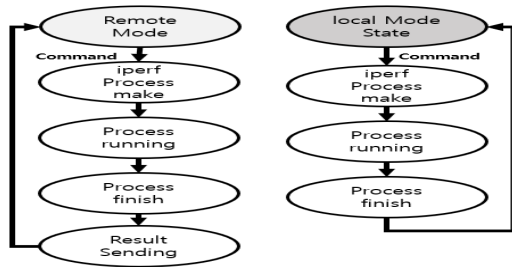 Remote
Mode
Command
iperf
Process
make
Process
running
Process
finish
Result
Sending
local Mode
State
Command
iperf
Process
make
Process
running
Process
finish